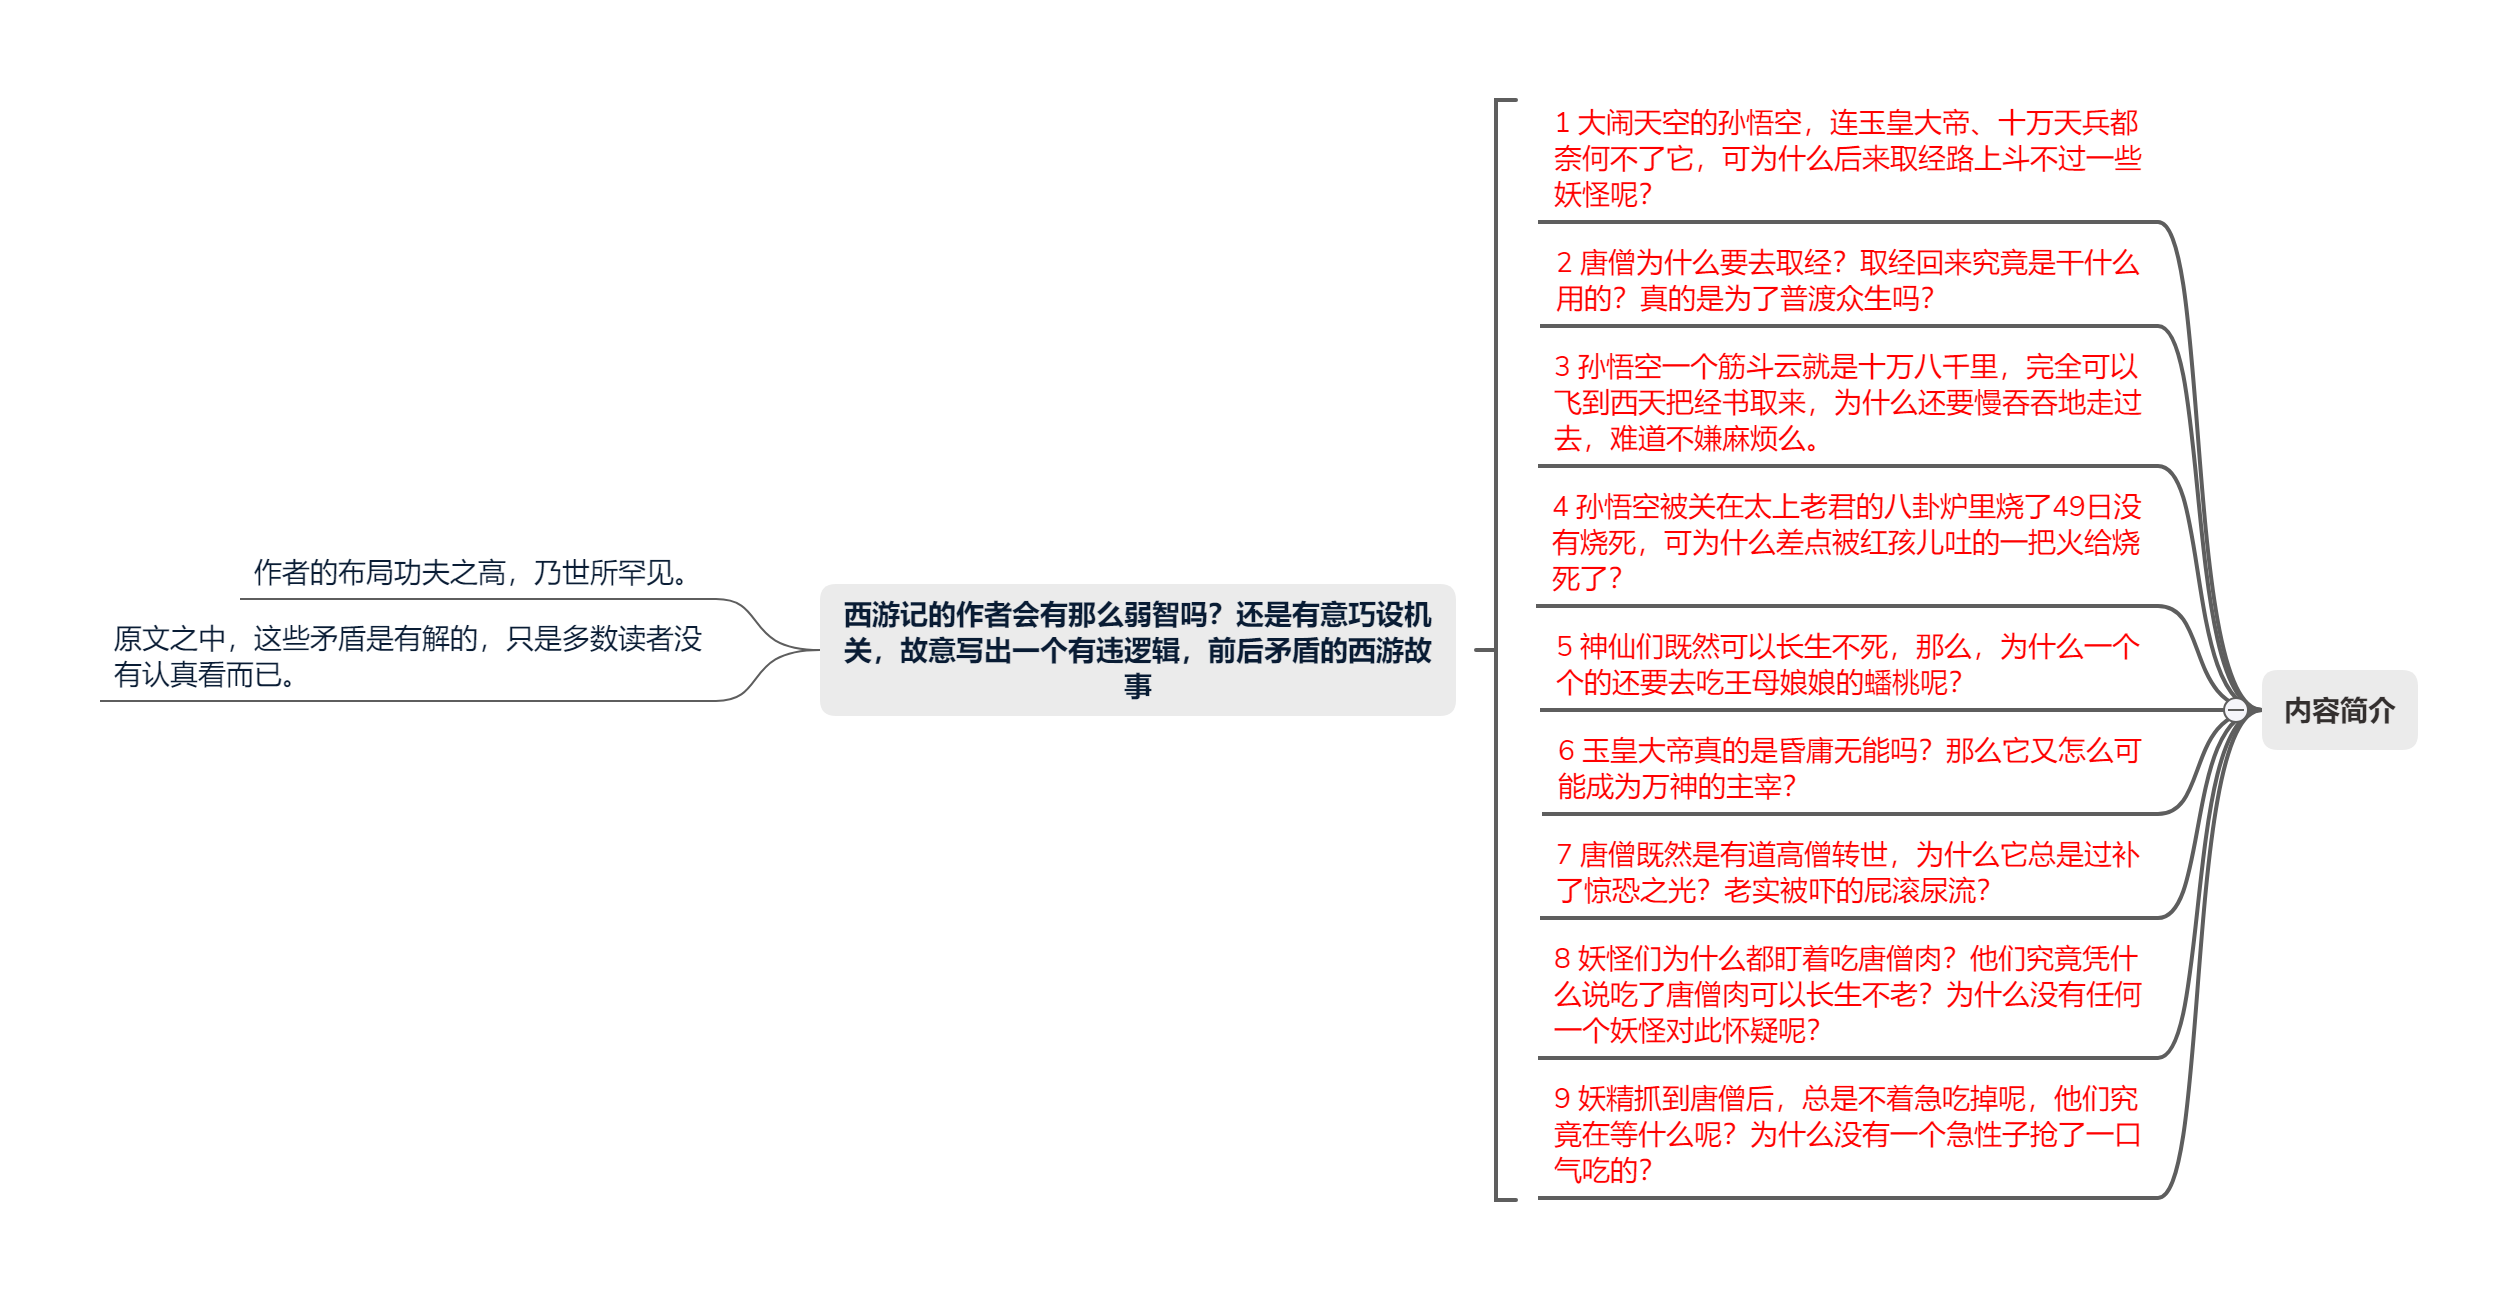 1 大闹天空的孙悟空，连玉皇大帝、十万天兵都
奈何不了它，可为什么后来取经路上斗不过一些
妖怪呢？
2 唐僧为什么要去取经？取经回来究竟是干什么
用的？真的是为了普渡众生吗？
3 孙悟空一个筋斗云就是十万八千里，完全可以
飞到西天把经书取来，为什么还要慢吞吞地走过
去，难道不嫌麻烦么。
4 孙悟空被关在太上老君的八卦炉里烧了49日没
有烧死，可为什么差点被红孩儿吐的一把火给烧
死了？
5 神仙们既然可以长生不死，那么，为什么一个
个的还要去吃王母娘娘的蟠桃呢？
6 玉皇大帝真的是昏庸无能吗？那么它又怎么可
能成为万神的主宰？
7 唐僧既然是有道高僧转世，为什么它总是过补
了惊恐之光？老实被吓的屁滚尿流？
8 妖怪们为什么都盯着吃唐僧肉？他们究竟凭什
么说吃了唐僧肉可以长生不老？为什么没有任何
一个妖怪对此怀疑呢？
9 妖精抓到唐僧后，总是不着急吃掉呢，他们究
竟在等什么呢？为什么没有一个急性子抢了一口
气吃的？
内容简介
西游记的作者会有那么弱智吗？还是有意巧设机
关，故意写出一个有违逻辑，前后矛盾的西游故
事
作者的布局功夫之高，乃世所罕见。
原文之中，这些矛盾是有解的，只是多数读者没
有认真看而已。